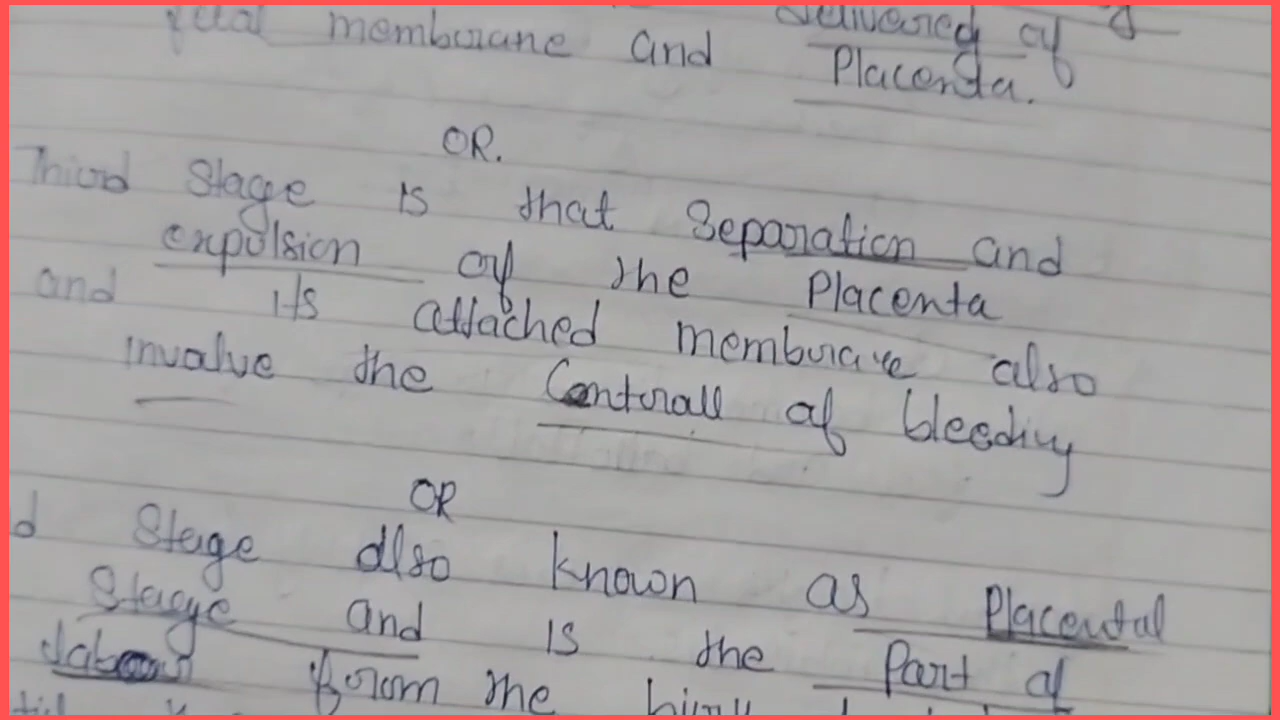 delivered of
fetal membrane and Placenta.
OR.
Third Stage is that Separation and
expulsion of the Placenta
and its attached membrane also
involve the Controll of bleeding
OR
d Stage also known as Placental
Stage and is the Part of
labour from the